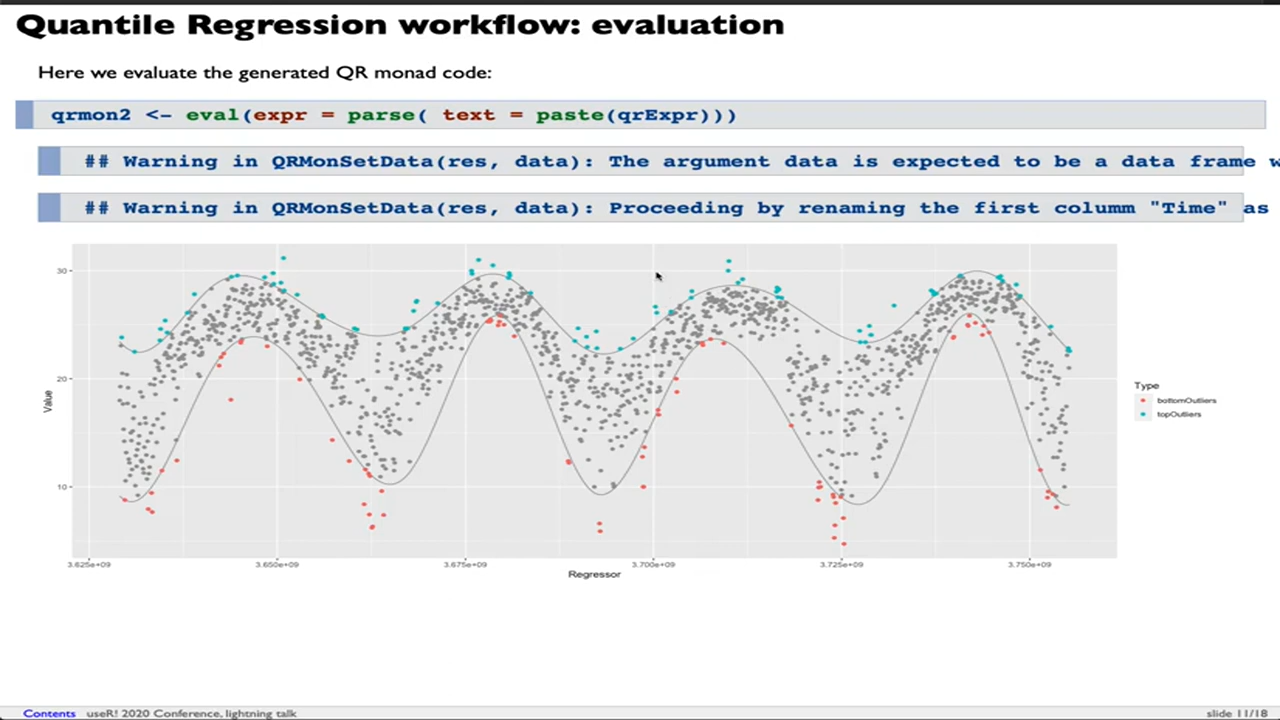 Quantile Regression workflow: evaluation
Here we evaluate the generated QR monad code:
qrmon2 <- eval(expr = parse( text = paste(qrExpr)))
## Warning in QRMonSetData(res, data): The argument data is expected to be a data frame w
## Warning in QRMonSetData(res, data): Proceeding by renaming the first columm "Time" as
30
20
10
Value
3.625e+09 3.650e+09 3.675e+09 3.700e+09 3.725e+09 3.750e+09
Regressor
Type
bottomOutliers
topOutliers
Contents useR! 2020 Conference, lightning talk slide 11/18